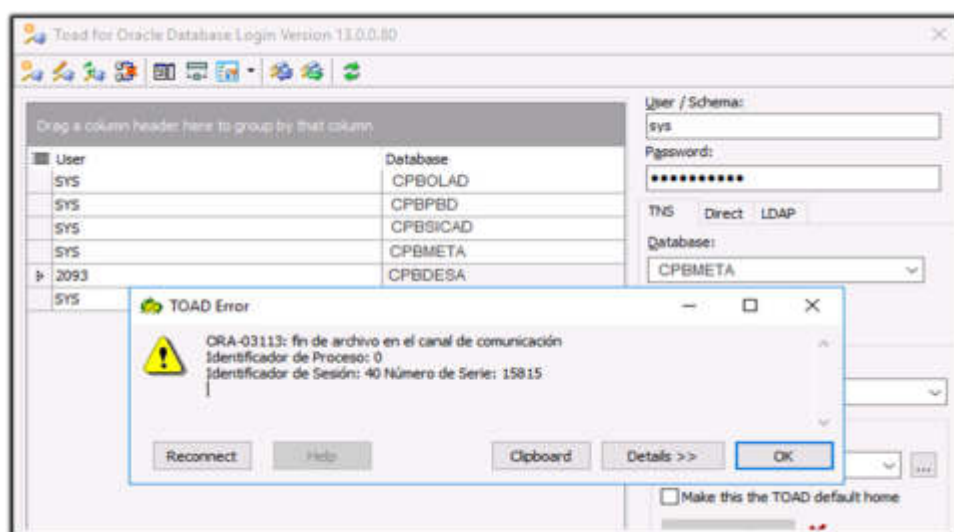 Toad for Oracle Database Login Version 13.0.0.80
Drag a column header here to group by that column
User Database
SYS CPBOLAD
SYS CPBPBD
SYS CPBSICAD
SYS CPBMETA
2093 CPBDESA
SYS
User / Schema:
sys
Password:
TNS Direct LDAP
Database:
CPBMETA
TOAD Error
ORA-03113: fin de archivo en el canal de comunicación
Identificador de Proceso: 0
Identificador de Sesión: 40 Número de Serie: 15815
Reconnect Help Clipboard Details >> OK
...
Make this the TOAD default home